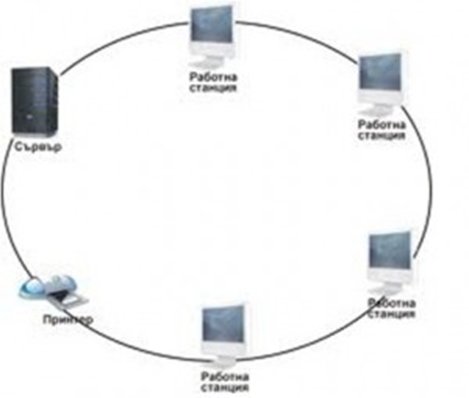 Работна
станция
Работна
станция
Сървър
Работна
станция
Принтер
Работна
станция